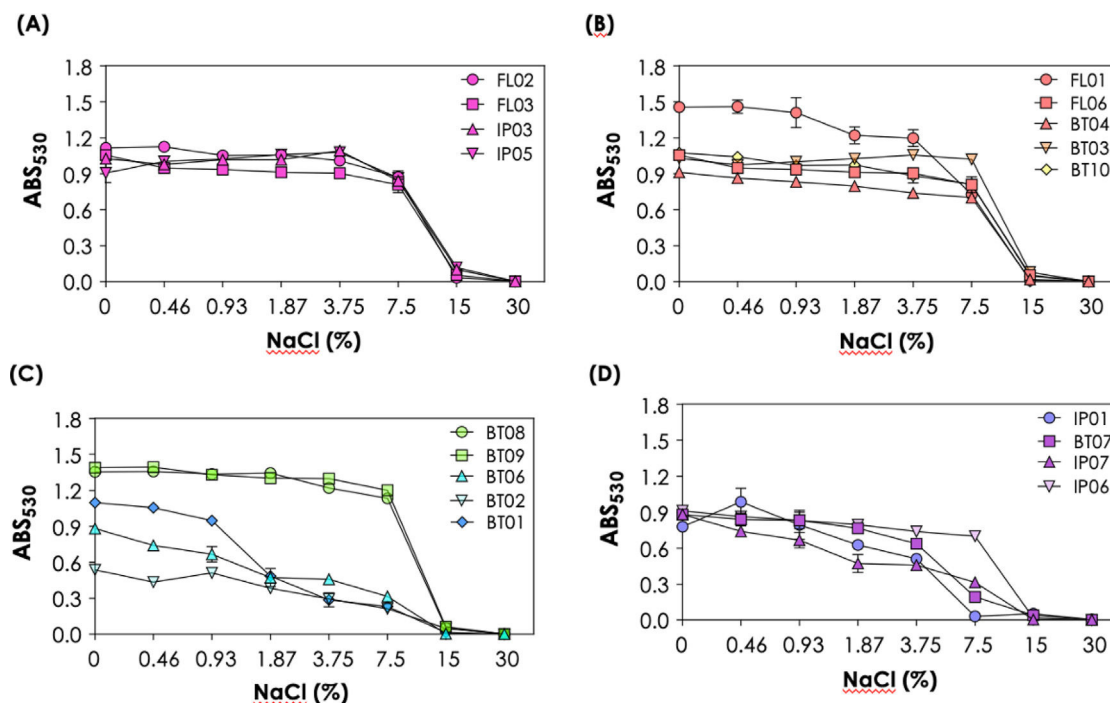 (A)
ABS530
1.8
1.5
1.2
0.9
0.6
0.3
0.0
0 0.46 0.93 1.87 3.75 7.5 15 30
NaCl (%)
FL02
FL03
IP03
IP05
(B)
ABS530
1.8
1.5
1.2
0.9
0.6
0.3
0.0
0 0.46 0.93 1.87 3.75 7.5 15 30
NaCl (%)
FL01
FL06
BT04
BT03
BT10
(C)
ABS530
1.8
1.5
1.2
0.9
0.6
0.3
0.0
0 0.46 0.93 1.87 3.75 7.5 15 30
NaCl (%)
BT08
BT09
BT06
BT02
BT01
(D)
ABS530
1.8
1.5
1.2
0.9
0.6
0.3
0.0
0 0.46 0.93 1.87 3.75 7.5 15 30
NaCl (%)
IP01
BT07
IP07
IP06